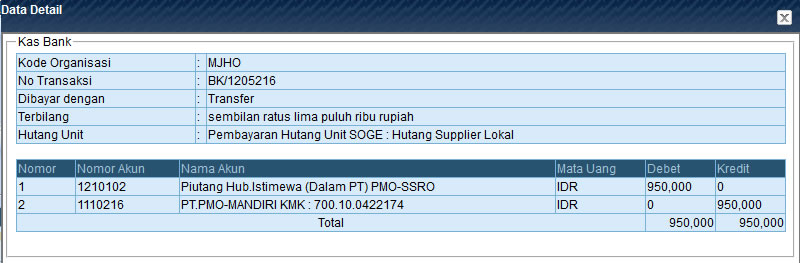 Data Detail
Kas Bank
Kode Organisasi : MJHO
No Transaksi : BK/1205216
Dibayar dengan : Transfer
Terbilang : sembilan ratus lima puluh ribu rupiah
Hutang Unit : Pembayaran Hutang Unit SOGE : Hutang Supplier Lokal
Nomor Nomor Akun Nama Akun Mata Uang Debet Kredit
1 1210102 Piutang Hub.Istimewa (Dalam PT) PMO-SSRO IDR 950,000 0
2 1110216 PT.PMO-MANDIRI KMK : 700.10.0422174 IDR 0 950,000
Total 950,000 950,000